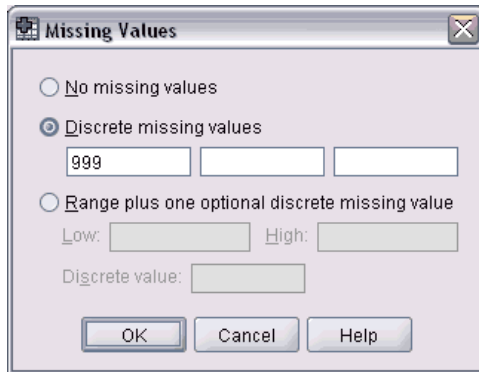 Missing Values
No missing values
Discrete missing values
999
Range plus one optional discrete missing value
Low: High:
Discrete value:
OK Cancel Help